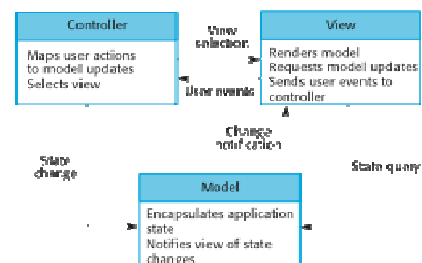 Controller
Maps user actions
to model updates
Selects view
View
selection
User events
View
Renders model
Requests model updates
Sends user events to
controller
Change
notification
State
change
State query
Model
Encapsulates application
state
Notifies view of state
changes